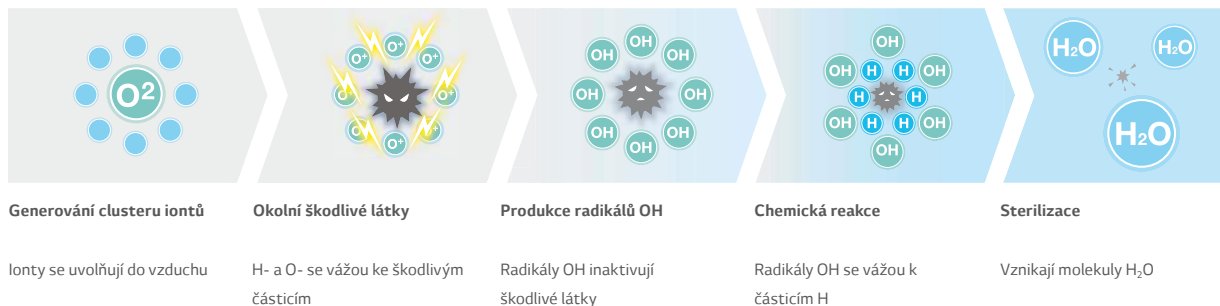 O²
O⁺ O⁺ O⁺ O⁺ O⁺ O⁺ O⁺ O⁺
OH OH OH OH OH OH OH OH
OH OH OH OH OH OH H H H H H H
H₂O H₂O H₂O
Generování clusteru iontů
Ionty se uvolňují do vzduchu
Okolní škodlivé látky
H- a O- se vážou ke škodlivým
částicím
Produkce radikálů OH
Radikály OH inaktivují
škodlivé látky
Chemická reakce
Radikály OH se vážou k
částicím H
Sterilizace
Vznikají molekuly H₂O